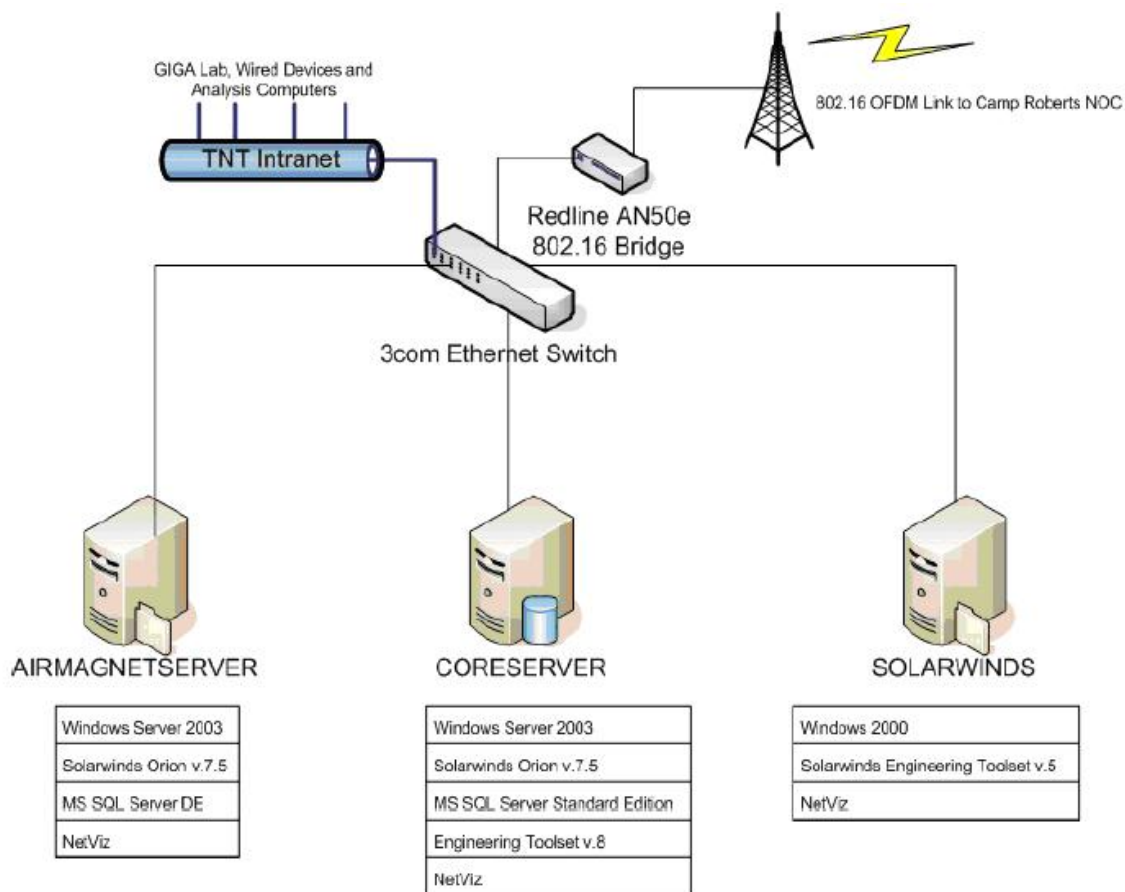 GIGA Lab, Wired Devices and
Analysis Computers
TNT Intranet
802.16 OFDM Link to Camp Roberts NOC
Redline AN50e
802.16 Bridge
3com Ethernet Switch
AIRMAGNETSERVER
Windows Server 2003
Solarwinds Orion v.7.5
MS SQL Server DE
NetViz
CORESERVER
Windows Server 2003
Solarwinds Orion v.7.5
MS SQL Server Standard Edition
Engineering Toolset v.8
NetViz
SOLARWINDS
Windows 2000
Solarwinds Engineering Toolset v.5
NetViz